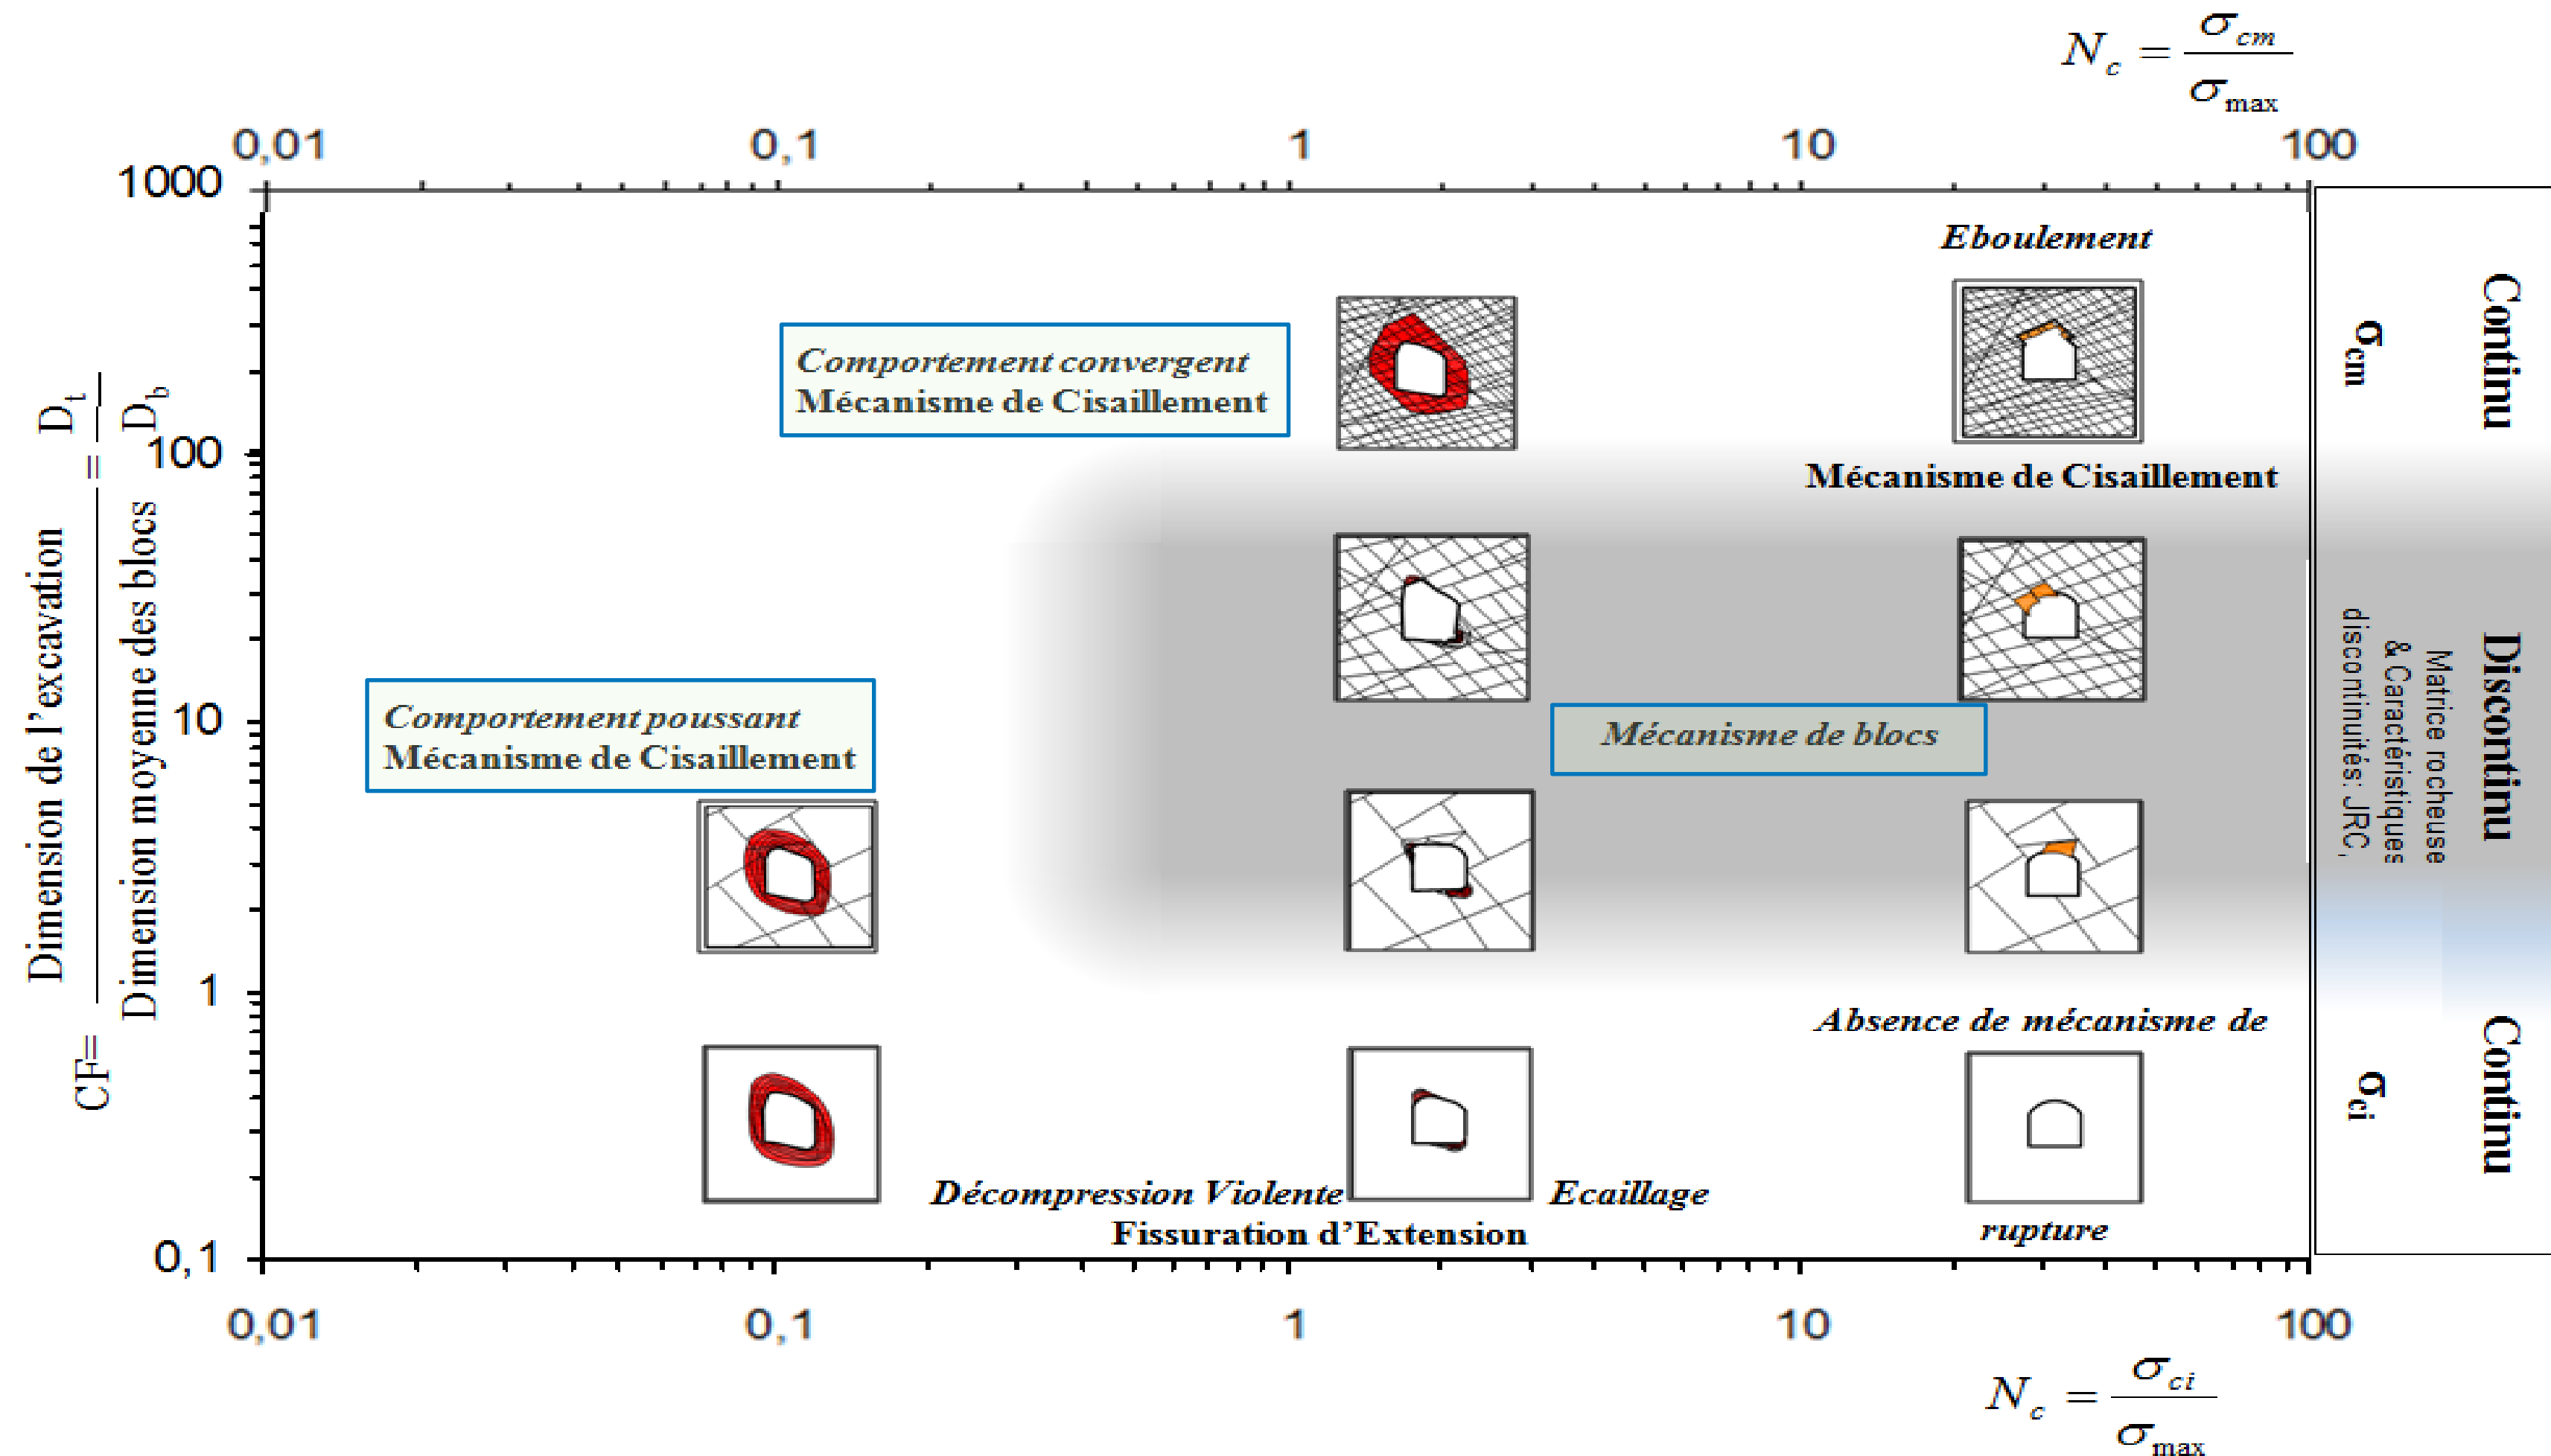 N_c = σ_cm / σ_max
0,01 0,1 1 10 100
1000
100
10
1
0,1
CF= Dimension de l'excavation / Dimension moyenne des blocs = D_t / D_b
Eboulement
Comportement convergent
Mécanisme de Cisaillement
Mécanisme de Cisaillement
Comportement poussant
Mécanisme de Cisaillement
Mécanisme de blocs
Absence de mécanisme de
rupture
Décompression Violente
Ecaillage
Fissuration d'Extension
Continu
σ_cm
Discontinu
Matrice rocheuse
& Caractéristiques
discontinuités: JRC,
Continu
σ_ci
0,01 0,1 1 10 100
N_c = σ_ci / σ_max